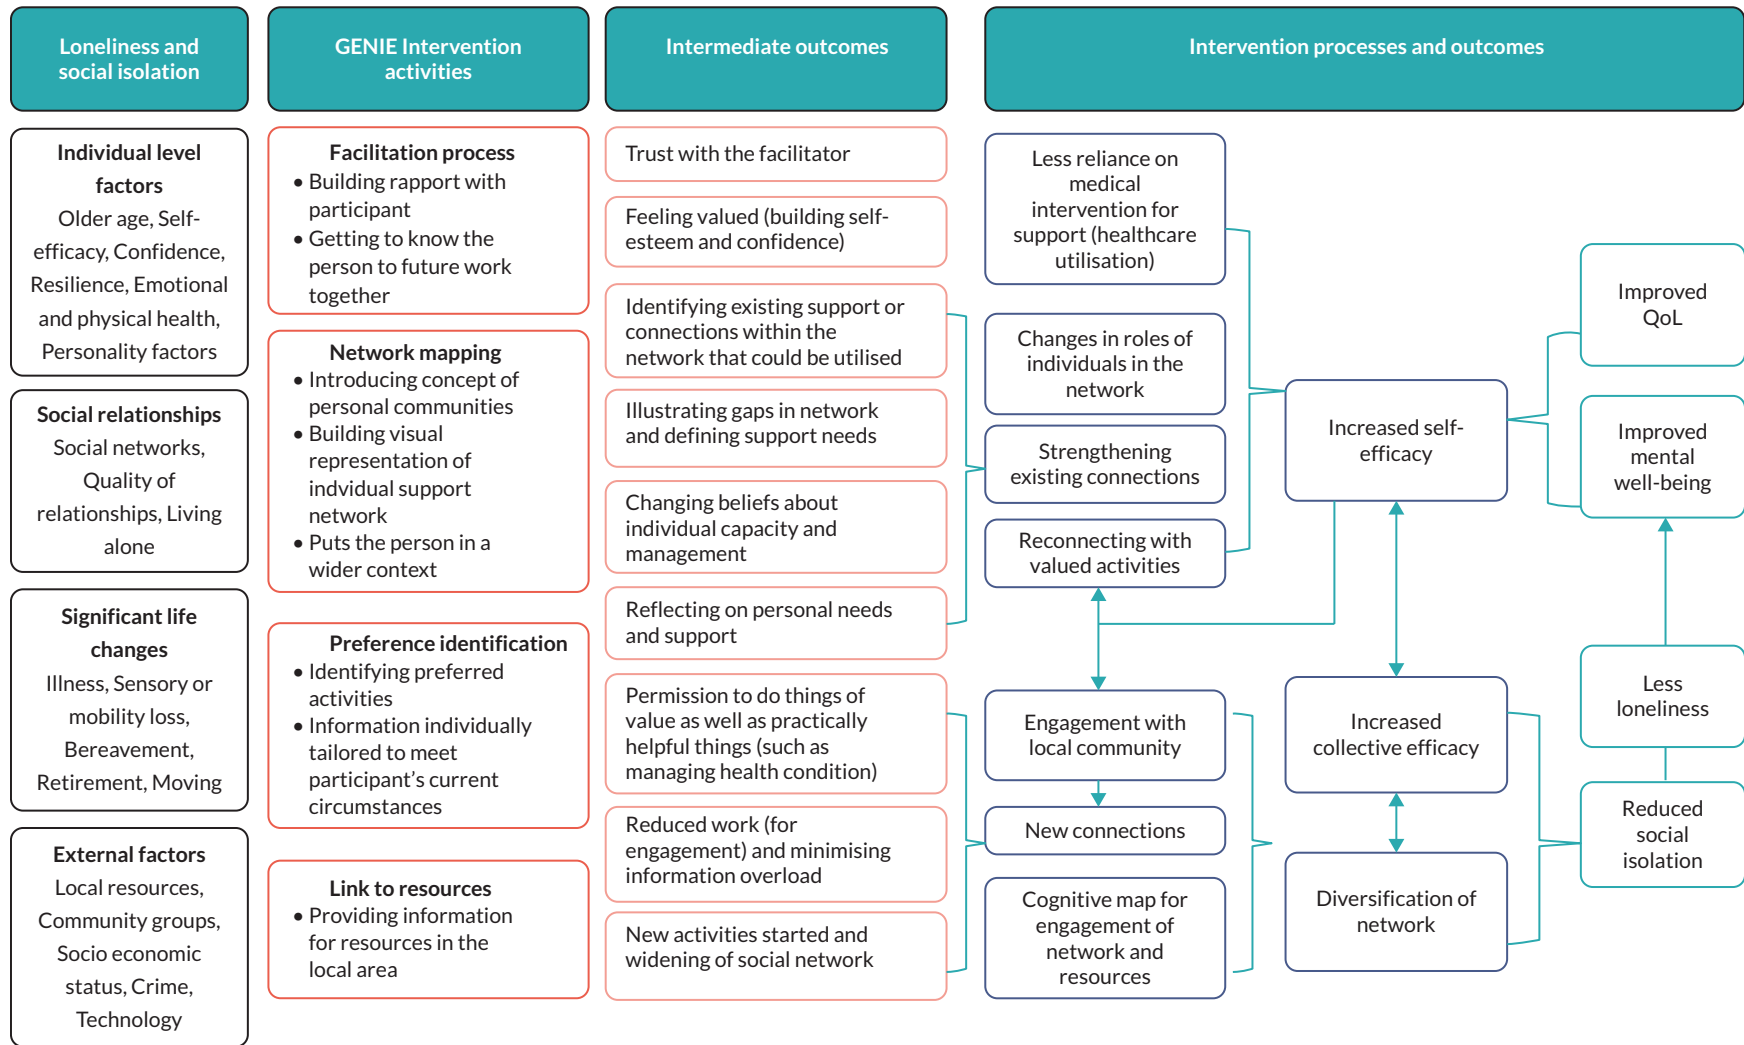 Loneliness and
social isolation
GENIE Intervention
activities
Intermediate outcomes
Intervention processes and outcomes
Individual level
factors
Older age, Self-
efficacy, Confidence,
Resilience, Emotional
and physical health,
Personality factors
Social relationships
Social networks,
Quality of
relationships, Living
alone
Significant life
changes
Illness, Sensory or
mobility loss,
Bereavement,
Retirement, Moving
External factors
Local resources,
Community groups,
Socio economic
status, Crime,
Technology
Facilitation process
• Building rapport with
participant
• Getting to know the
person to future work
together
Network mapping
• Introducing concept of
personal communities
• Building visual
representation of
indvidual support
network
• Puts the person in a
wider context
Preference identification
• Identifying preferred
activities
• Information individually
tailored to meet
participant's current
circumstances
Link to resources
• Providing information
for resources in the
local area
Trust with the facilitator
Feeling valued (building self-
esteem and confidence)
Identifying existing support or
connections within the
network that could be utilised
Illustrating gaps in network
and defining support needs
Changing beliefs about
individual capacity and
management
Reflecting on personal needs
and support
Permission to do things of
value as well as practically
helpful things (such as
managing health condition)
Reduced work (for
engagement) and minimising
information overload
New activities started and
widening of social network
Less reliance on
medical
intervention for
support (healthcare
utilisation)
Changes in roles of
individuals in the
network
Strengthening
existing connections
Reconnecting with
valued activities
Engagement with
local community
New connections
Cognitive map for
engagement of
network and
resources
Increased self-
efficacy
Increased
collective efficacy
Diversification of
network
Improved
QoL
Improved
mental
well-being
Less
loneliness
Reduced
social
isolation